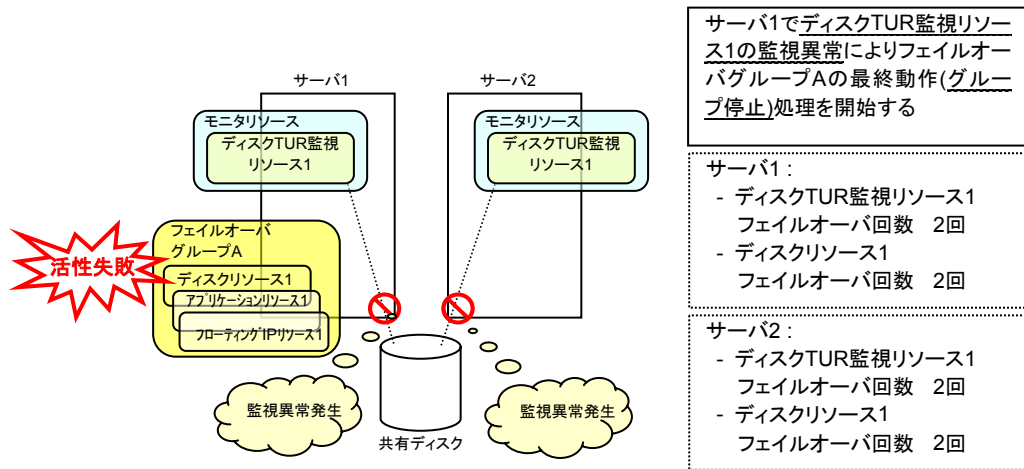 サーバ1でディスクTUR監視リソー
ス1の監視異常によりフェイルオー
バグループAの最終動作(グルー
プ停止)処理を開始する
サーバ1
サーバ2
モニタリソース
ディスクTUR監視
リソース1
モニタリソース
ディスクTUR監視
リソース1
フェイルオーバ
グループA
活性失敗
ディスクリソース1
アプリケーションリソース1
フローティングIPリソース1
監視異常発生
監視異常発生
共有ディスク
サーバ1 :
- ディスクTUR監視リソース1
フェイルオーバ回数 2回
- ディスクリソース1
フェイルオーバ回数 2回
サーバ2 :
- ディスクTUR監視リソース1
フェイルオーバ回数 2回
- ディスクリソース1
フェイルオーバ回数 2回